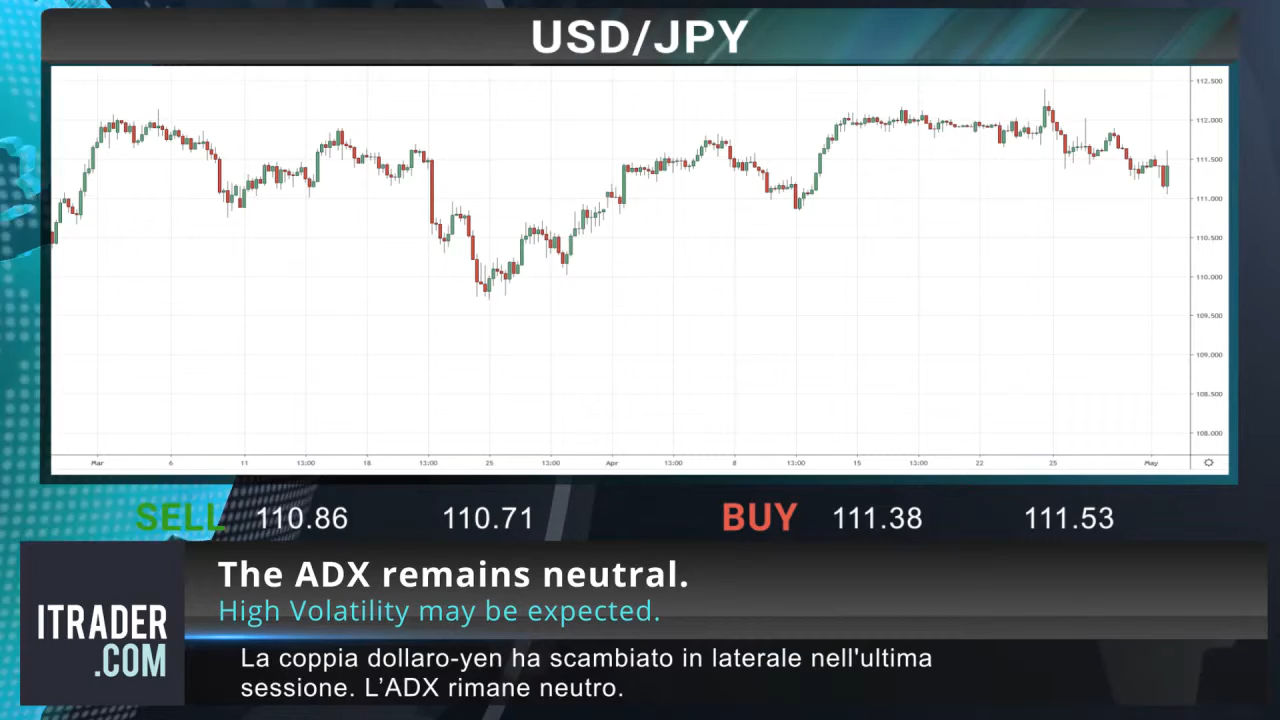 USD/JPY
112.500
112.000
111.500
111.000
110.500
110.000
109.500
109.000
108.500
108.000
Mar 6 11 13:00 18 13:00 25 13:00 Apr 13:00 8 13:00 15 13:00 22 25 May
SELL 110.86 110.71 BUY 111.38 111.53
The ADX remains neutral.
High Volatility may be expected.
ITRADER
.COM
La coppia dollaro-yen ha scambiato in laterale nell'ultima
sessione. L’ADX rimane neutro.